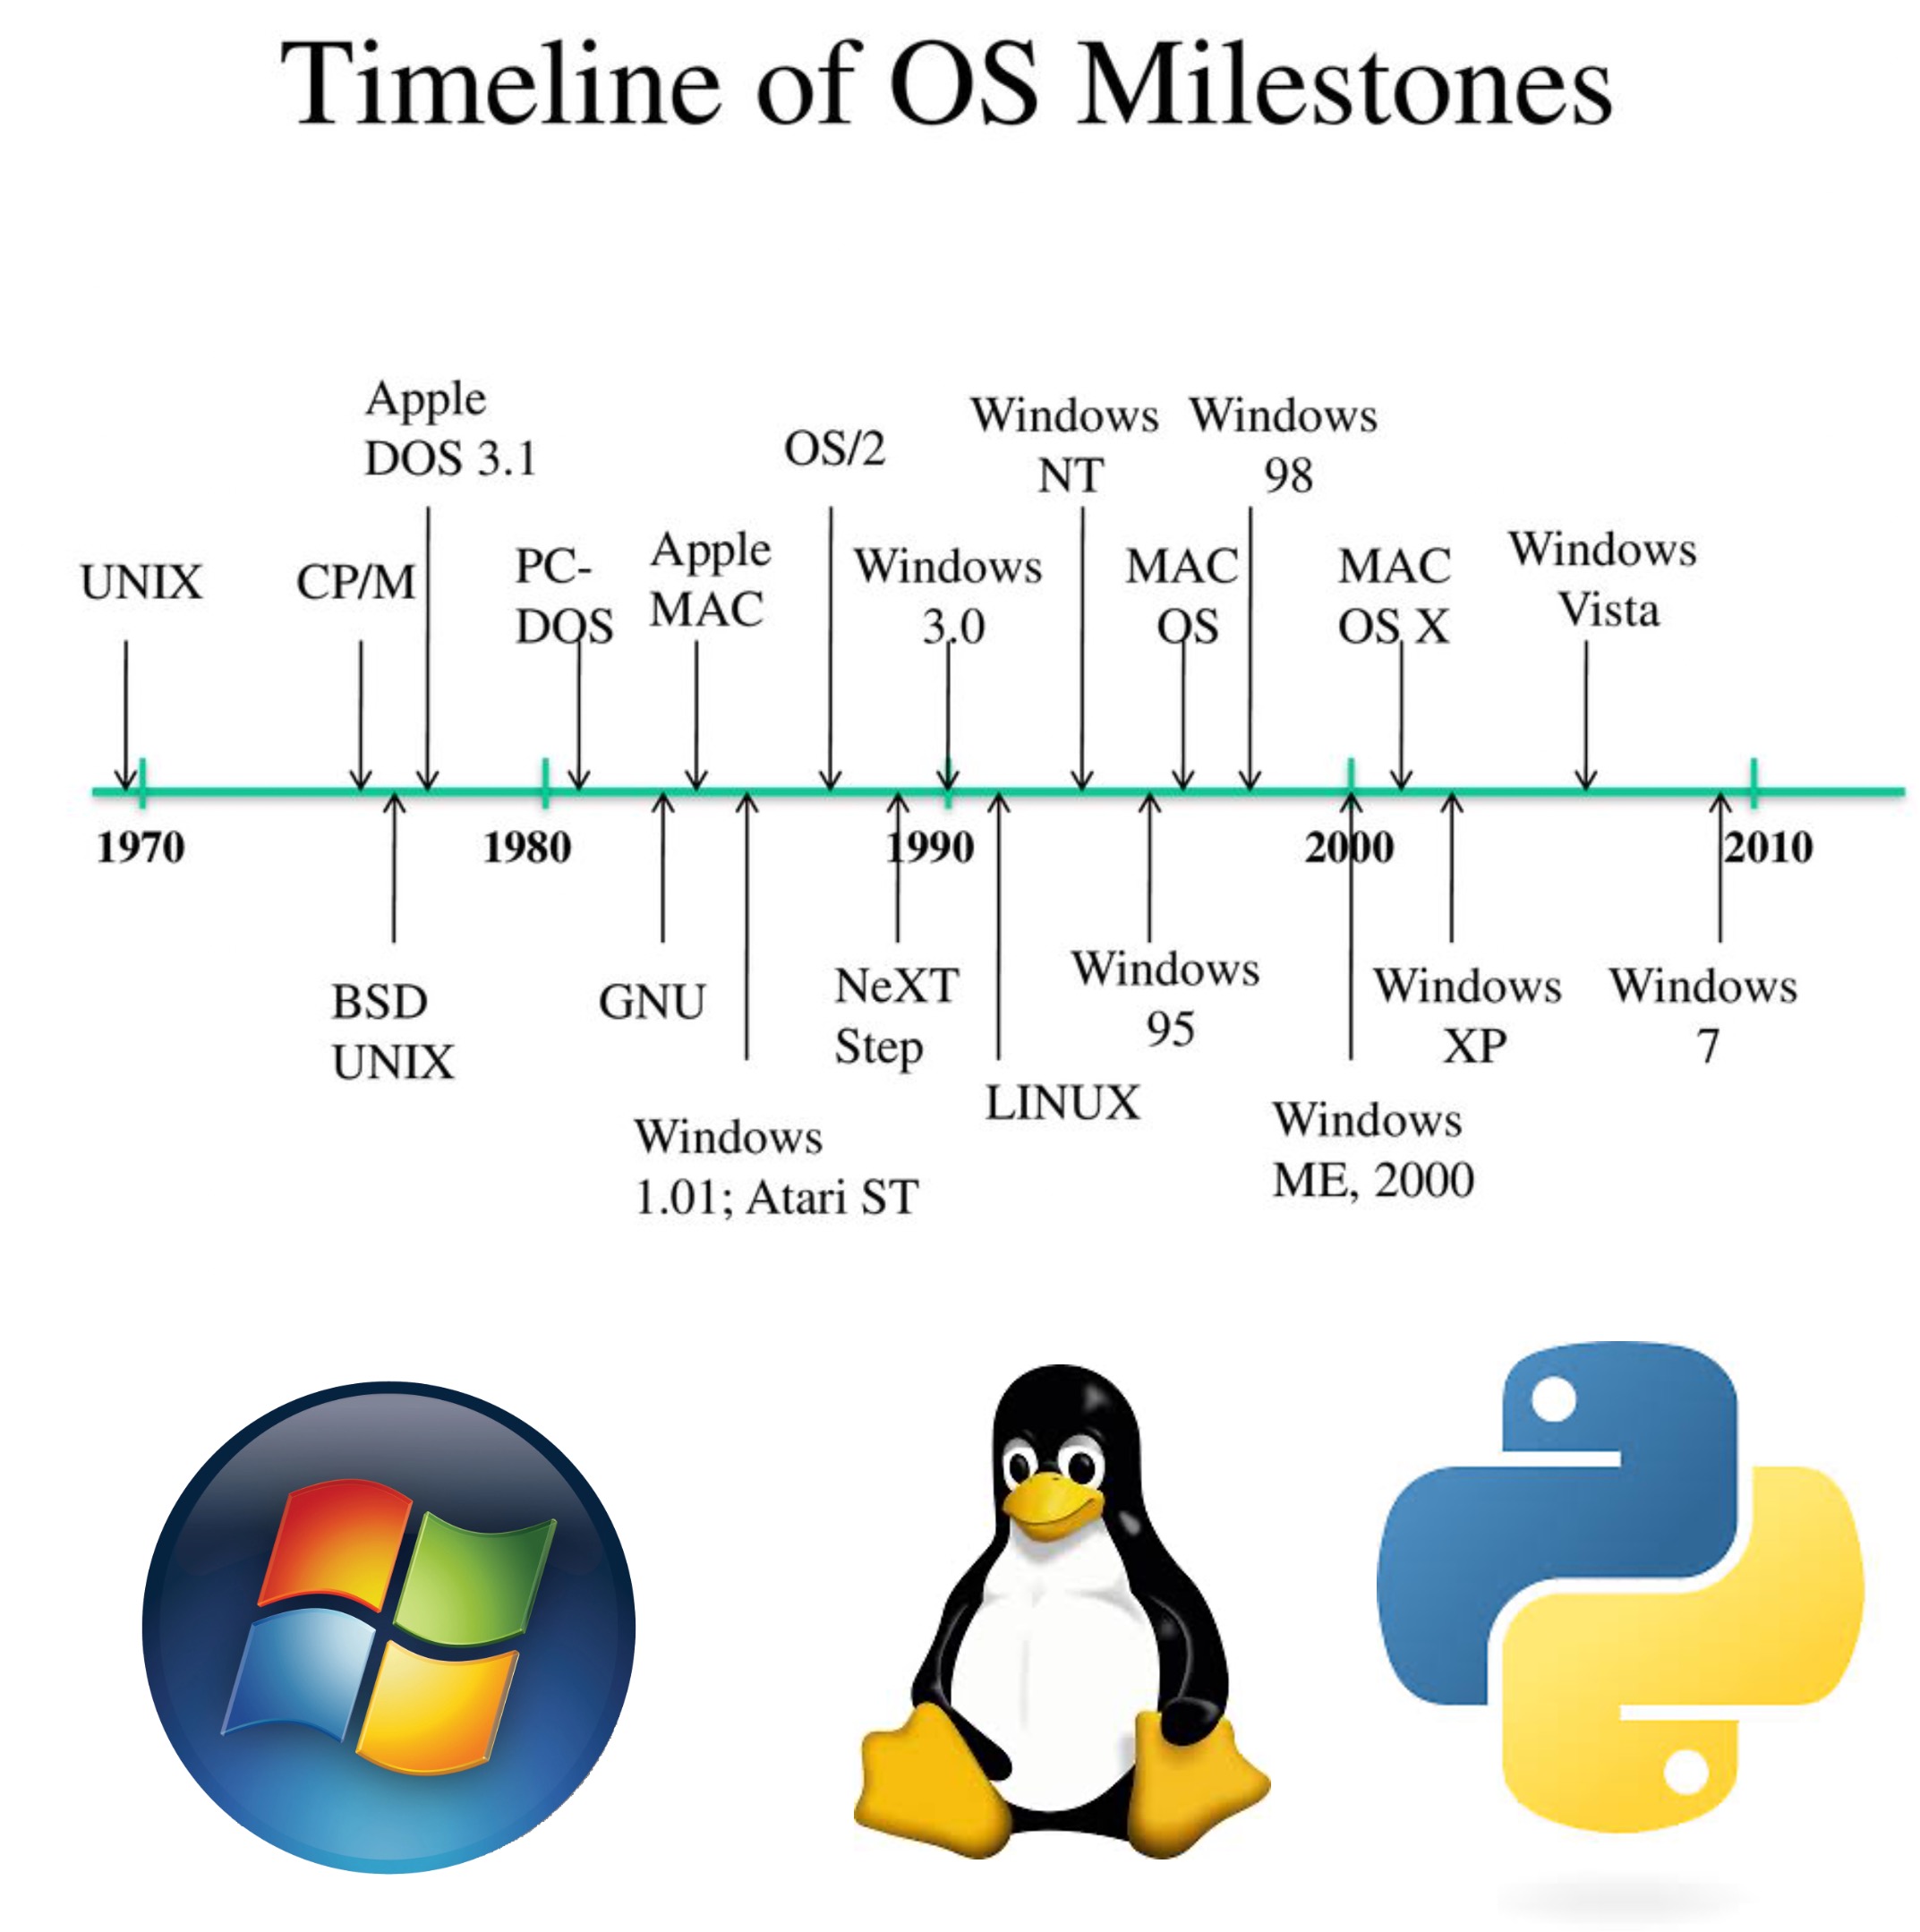 Timeline of OS Milestones
Apple
DOS 3.1
OS/2
Windows
NT
Windows
98
UNIX
CP/M
PC-
DOS
Apple
MAC
Windows
3.0
MAC
OS
MAC
OS X
Windows
Vista
1970
1980
1990
2000
2010
BSD
UNIX
GNU
NeXT
Step
Windows
95
Windows
XP
Windows
7
LINUX
Windows
1.01; Atari ST
Windows
ME, 2000